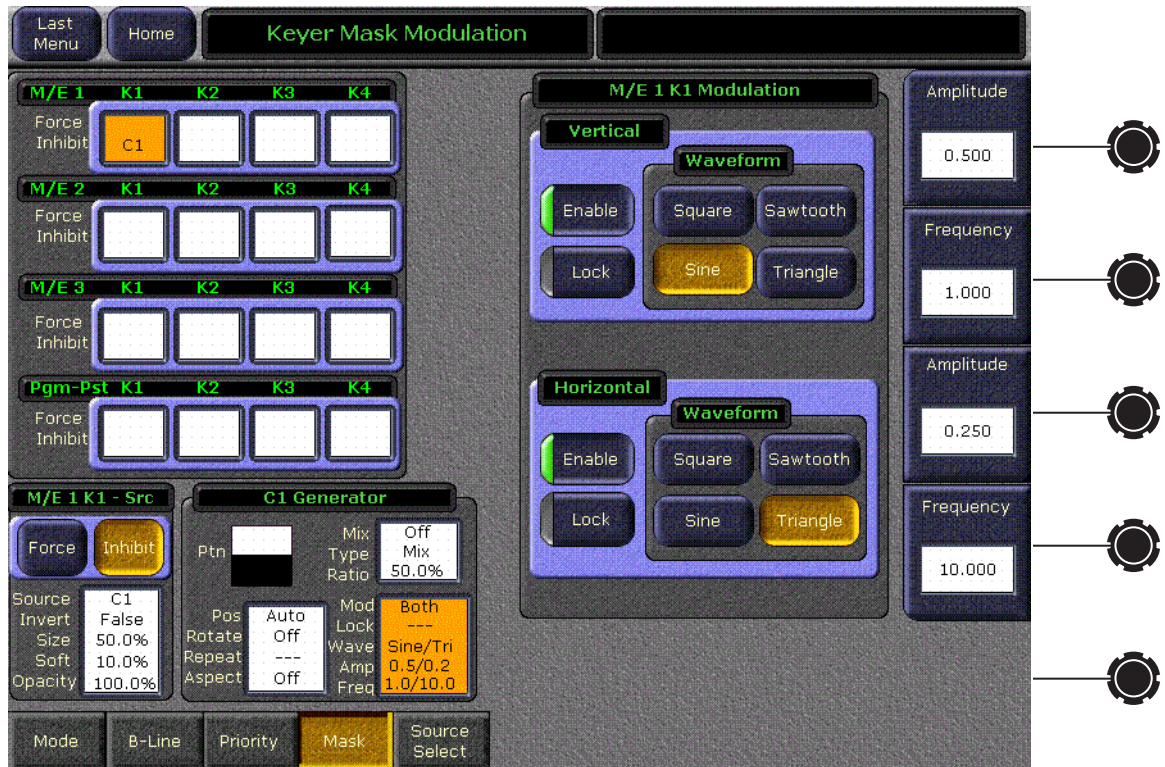 Last Menu
Home
Keyer Mask Modulation
M/E 1 K1 K2 K3 K4
Force
Inhibit
C1
M/E 2 K1 K2 K3 K4
Force
Inhibit
M/E 3 K1 K2 K3 K4
Force
Inhibit
Pgm-Pst K1 K2 K3 K4
Force
Inhibit
M/E 1 K1 - Src
Force
Inhibit
Source C1
Invert False
Size 50.0%
Soft 10.0%
Opacity 100.0%
C1 Generator
Ptn
Mix Off
Type Mix
Ratio 50.0%
Pos Auto
Rotate Off
Repeat ---
Aspect Off
Mod Both
Lock ---
Wave Sine/Tri
Amp 0.5/0.2
Freq 1.0/10.0
M/E 1 K1 Modulation
Vertical
Waveform
Enable
Square
Sawtooth
Lock
Sine
Triangle
Horizontal
Waveform
Enable
Square
Sawtooth
Lock
Sine
Triangle
Amplitude
0.500
Frequency
1.000
Amplitude
0.250
Frequency
10.000
Mode
B-Line
Priority
Mask
Source Select